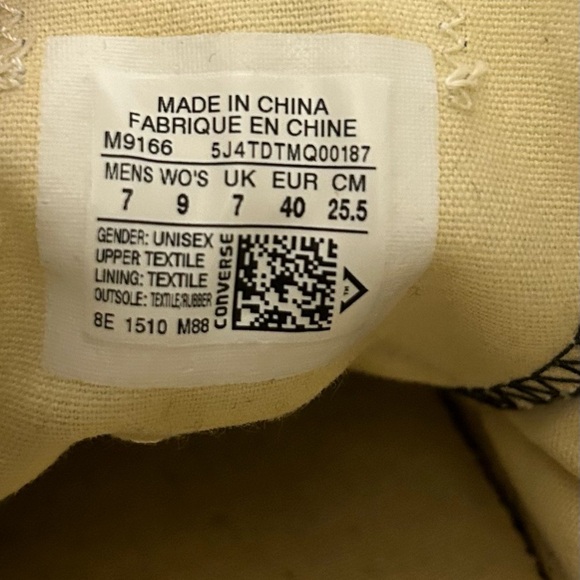 MADE IN CHINA
FABRIQUE EN CHINE
M9166 5J4TDTMQ00187
MENS WO'S UK EUR CM
7 9 7 40 25.5
GENDER: UNISEX
UPPER TEXTILE
LINING: TEXTILE
OUTSOLE: TEXTILE/RUBBER
8E 1510 M88
CONVERSE